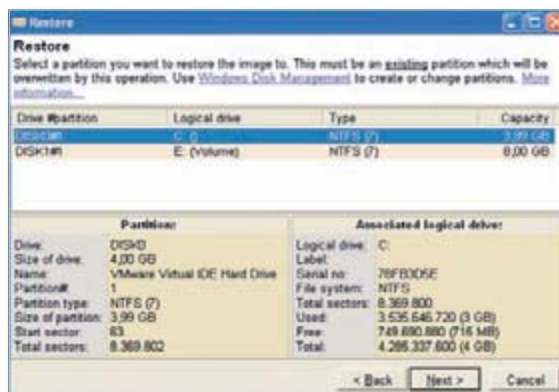 Restore
Restore
Select a partition you want to restore the image to. This must be an existing partition which will be
overwritten by this operation. Use Windows Disk Management to create or change partitions. More
information...
Drive #partition Logical drive Type Capacity
DISK0#1 C: () NTFS (7) 3,99 GB
DISK1#1 E: (Volume) NTFS (7) 8,00 GB
Partition: Associated logical drive:
Drive: DISK0 Logical drive: C:
Size of drive: 4,00 GB Label:
Name: VMware Virtual IDE Hard Drive Serial no: 78FB3D5E
Partition#: 1 File system: NTFS
Partition type: NTFS (7) Total sectors: 8.369.800
Size of partition: 3,99 GB Used: 3.535.646.720 (3 GB)
Start sector: 63 Free: 749.690.880 (715 MB)
Total sectors: 8.369.802 Total: 4.285.337.600 (4 GB)
< Back Next > Cancel